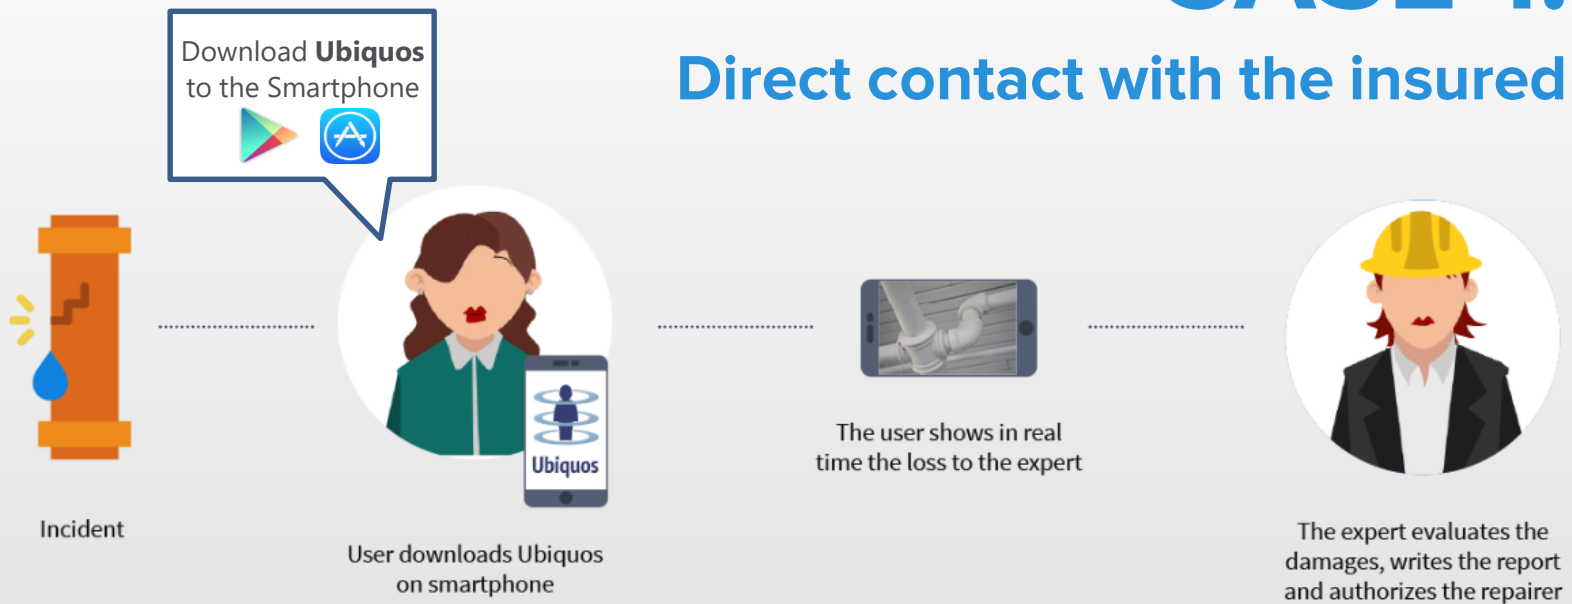 CASE 1:
Direct contact with the insured
Download Ubiquos
to the Smartphone
Ubiquos
Incident
User downloads Ubiquos
on smartphone
The user shows in real
time the loss to the expert
The expert evaluates the
damages, writes the report
and authorizes the repairer